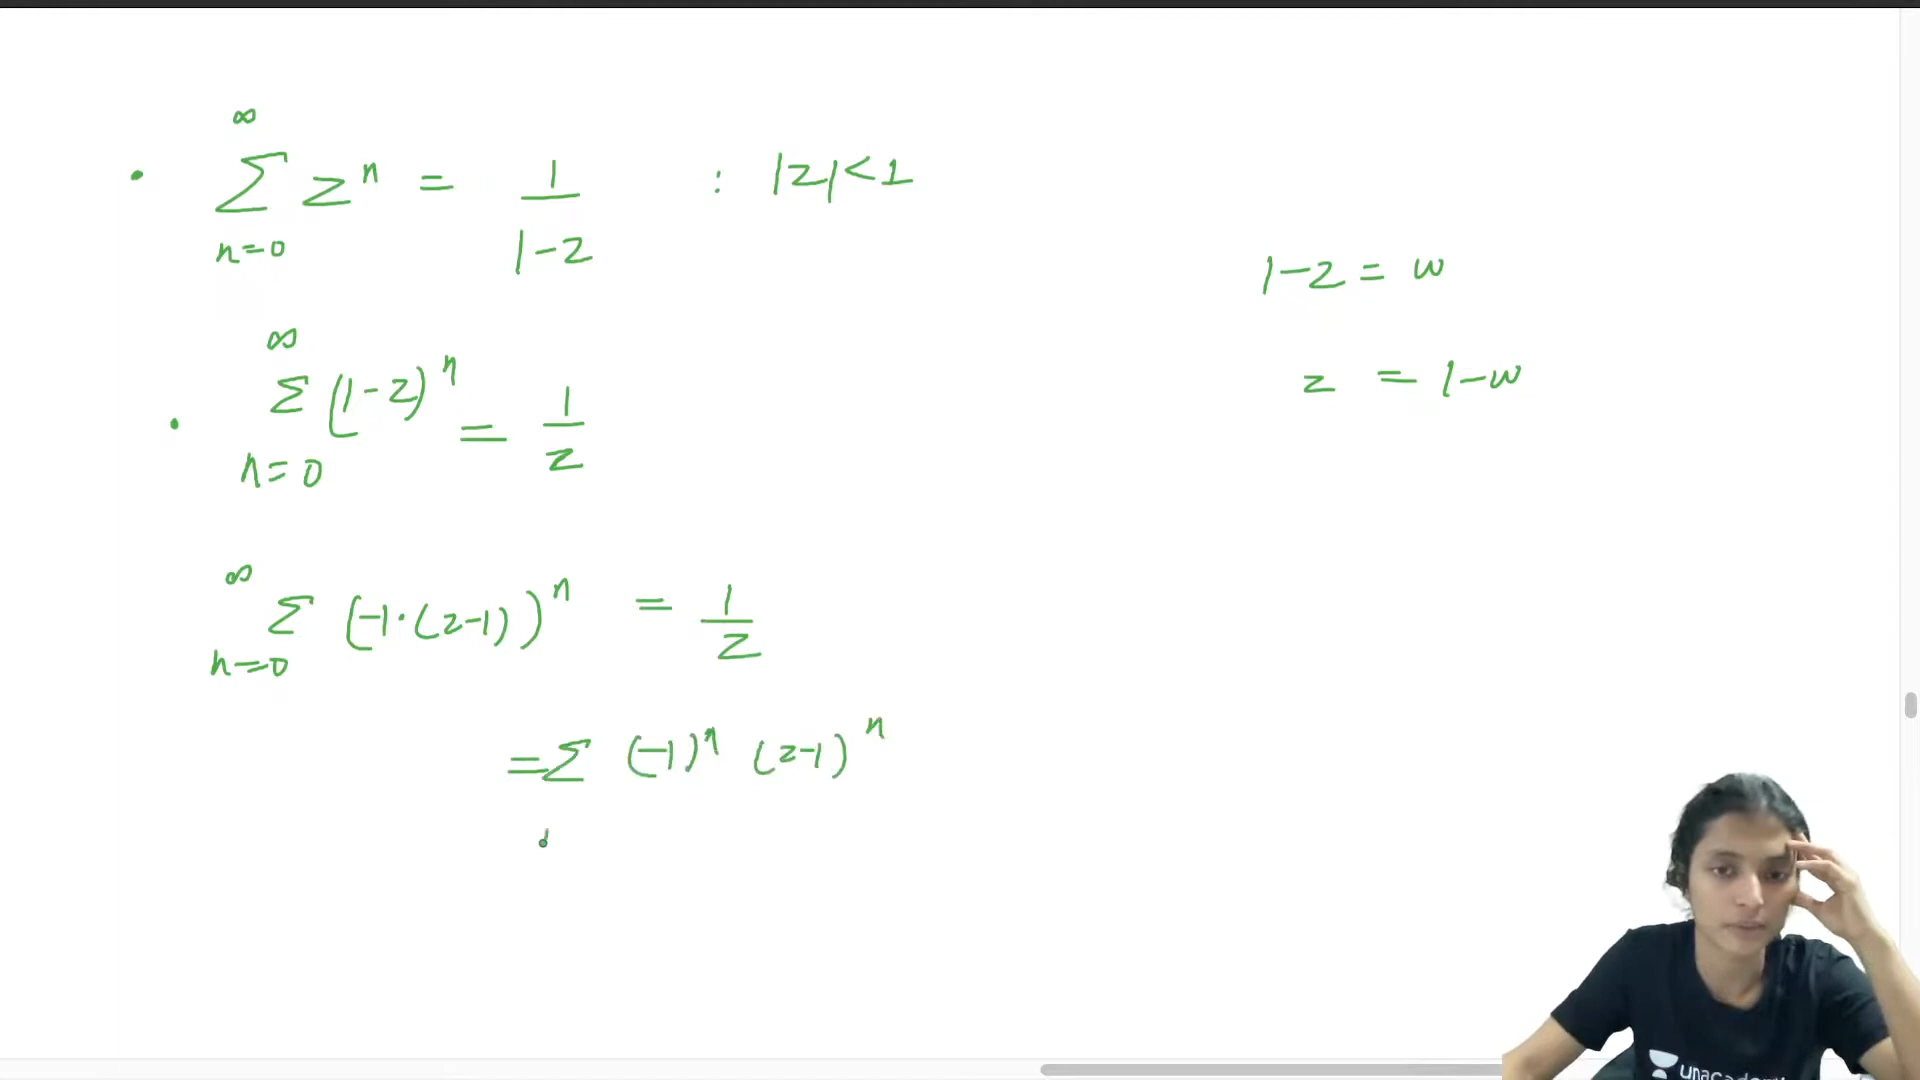 ∞
• Σ zⁿ = 1/(1-z) : |z|<1
n=0
1-z = w
∞
• Σ (1-z)ⁿ = 1/z
n=0
z = 1-w
∞
Σ (-1·(z-1))ⁿ = 1/z
n=0
= Σ (-1)ⁿ (z-1)ⁿ